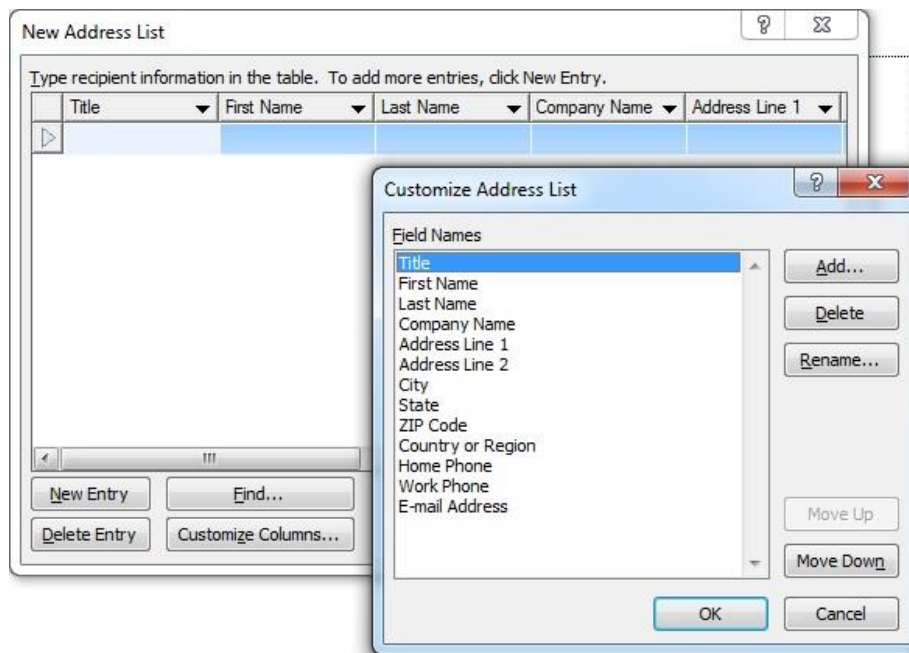 New Address List
Type recipient information in the table. To add more entries, click New Entry.
Title First Name Last Name Company Name Address Line 1
Customize Address List
Field Names
Title
First Name
Last Name
Company Name
Address Line 1
Address Line 2
City
State
ZIP Code
Country or Region
Home Phone
Work Phone
E-mail Address
Add...
Delete
Rename...
Move Up
Move Down
OK Cancel
New Entry Find...
Delete Entry Customize Columns...